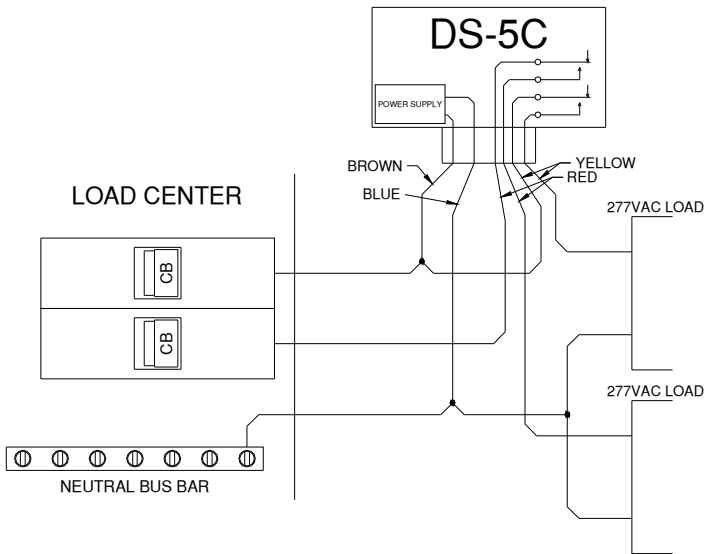 DS-5C
POWER SUPPLY
BROWN
YELLOW
RED
BLUE
LOAD CENTER
277VAC LOAD
CB
CB
277VAC LOAD
NEUTRAL BUS BAR